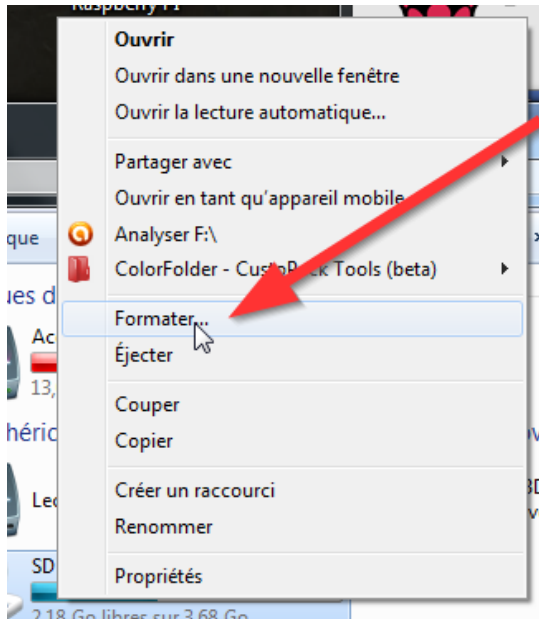 Raspberry Pi
Ouvrir
Ouvrir dans une nouvelle fenêtre
Ouvrir la lecture automatique...
Partager avec
Ouvrir en tant qu'appareil mobile
Analyser F:\
ColorFolder - CustoPack Tools (beta)
que
ues d
Formater...
Ac
Éjecter
13,
Couper
héric
Copier
Créer un raccourci
Lec
Renommer
SD
Propriétés
2,18 Go libres sur 3,68 Go